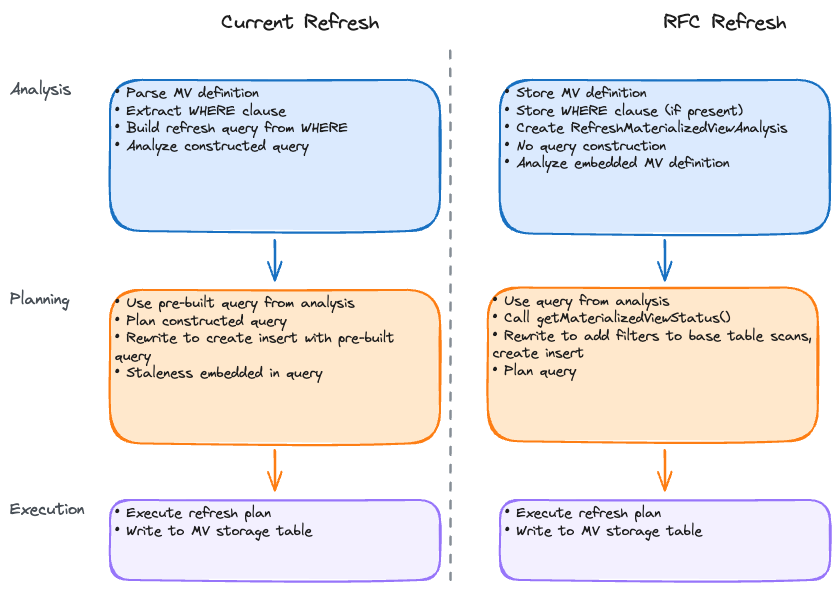 Current Refresh
RFC Refresh
Analysis
• Parse MV definition
• Extract WHERE clause
• Build refresh query from WHERE
• Analyze constructed query
• Store MV definition
• Store WHERE clause (if present)
• Create RefreshMaterializedViewAnalysis
• No query construction
• Analyze embedded MV definition
Planning
• Use pre-built query from analysis
• Plan constructed query
• Rewrite to create insert with pre-built
query
• Staleness embedded in query
• Use query from analysis
• Call getMaterializedViewStatus()
• Rewrite to add filters to base table scans,
create insert
• Plan query
Execution
• Execute refresh plan
• Write to MV storage table
• Execute refresh plan
• Write to MV storage table